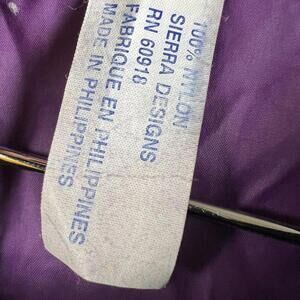 100% NYLON
SIERRA DESIGNS
RN 60918
FABRIQUE EN PHILIPPINES
MADE IN PHILIPPINES